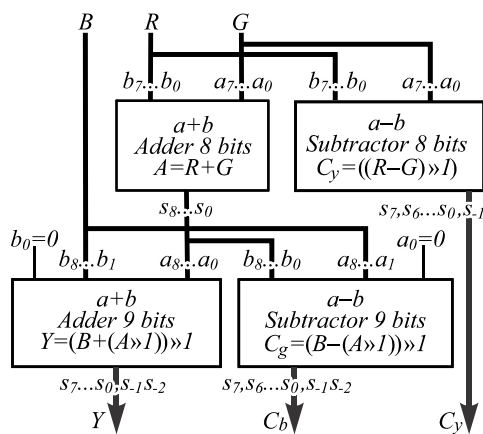 B R G
b7...b0 a7...a0 b7...b0 a7...a0
a+b
Adder 8 bits
A=R+G
a−b
Subtractor 8 bits
Cy=((R−G)»1)
s8...s0
s7,s6...s0,s-1
b0=0
a0=0
b8...b1 a8...a0 b8...b0 a8...a1
a+b
Adder 9 bits
Y=(B+(A»1))»1
a−b
Subtractor 9 bits
Cg=(B−(A»1))»1
s7...s0,s-1s-2
s7,s6...s0,s-1s-2
Y Cb Cy